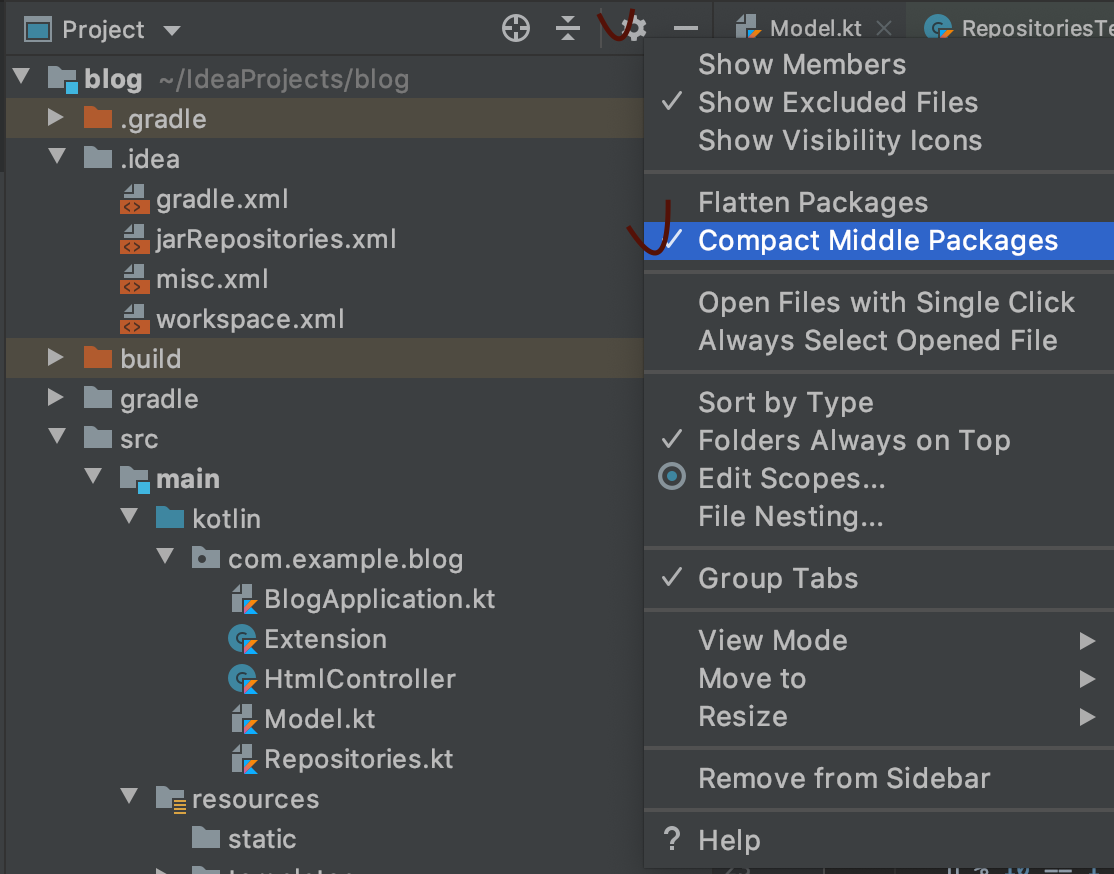 Project
Model.kt
RepositoriesTe
blog ~/IdeaProjects/blog
.gradle
.idea
gradle.xml
jarRepositories.xml
misc.xml
workspace.xml
build
gradle
src
main
kotlin
com.example.blog
BlogApplication.kt
Extension
HtmlController
Model.kt
Repositories.kt
resources
static
Show Members
Show Excluded Files
Show Visibility Icons
Flatten Packages
Compact Middle Packages
Open Files with Single Click
Always Select Opened File
Sort by Type
Folders Always on Top
Edit Scopes...
File Nesting...
Group Tabs
View Mode
Move to
Resize
Remove from Sidebar
? Help